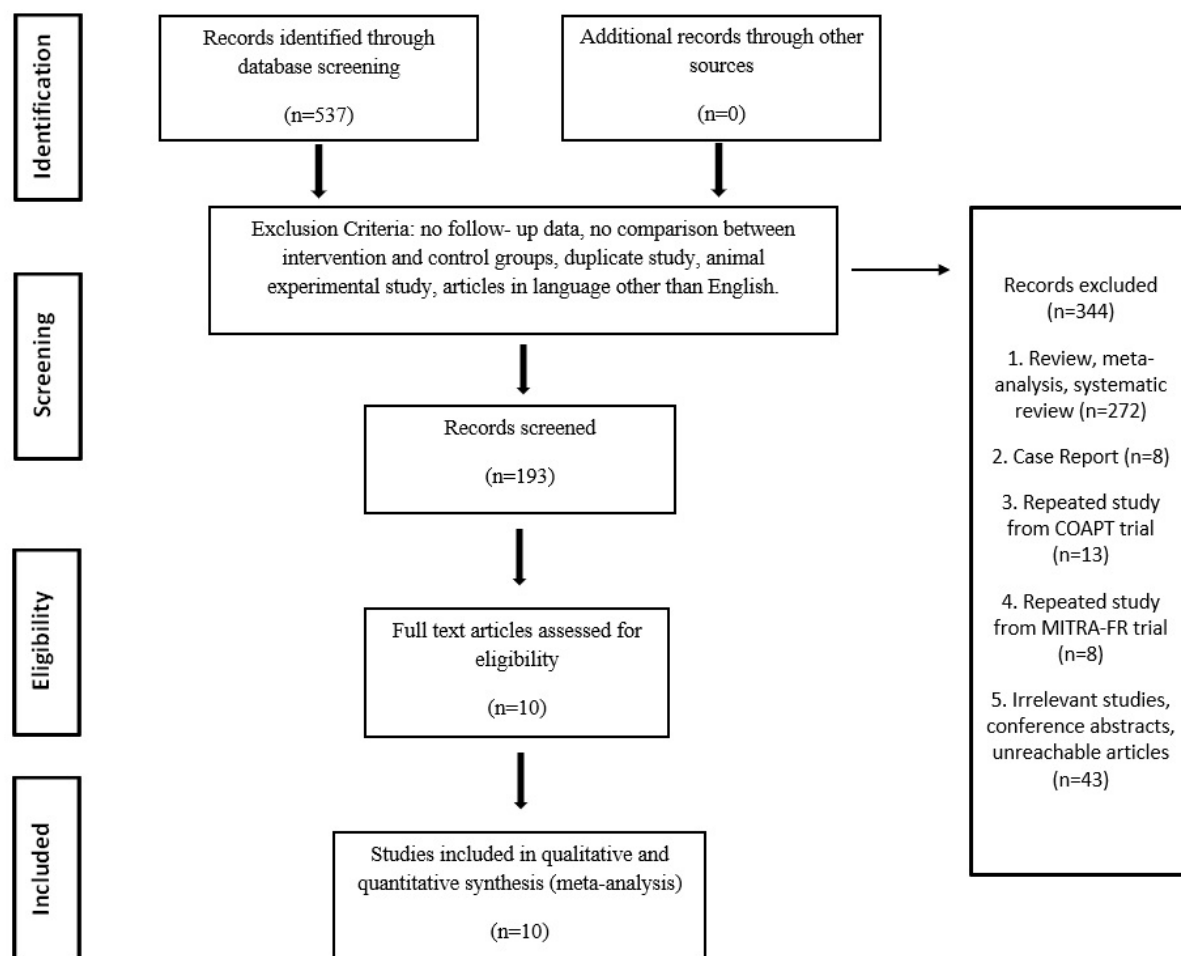 Identification
Records identified through
database screening
(n=537)
Additional records through other
sources
(n=0)
Exclusion Criteria: no follow- up data, no comparison between
intervention and control groups, duplicate study, animal
experimental study, articles in language other than English.
Records excluded
(n=344)
1. Review, meta-
analysis, systematic
review (n=272)
2. Case Report (n=8)
3. Repeated study
from COAPT trial
(n=13)
4. Repeated study
from MITRA-FR trial
(n=8)
5. Irrelevant studies,
conference abstracts,
unreachable articles
(n=43)
Screening
Records screened
(n=193)
Eligibility
Full text articles assessed for
eligibility
(n=10)
Included
Studies included in qualitative and
quantitative synthesis (meta-analysis)
(n=10)